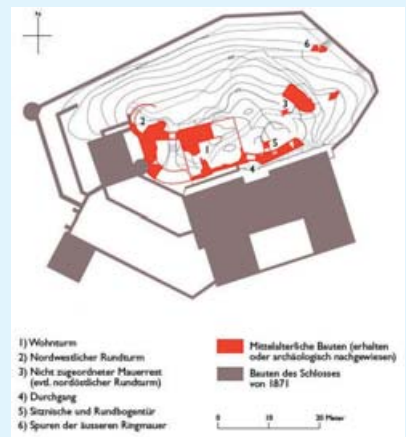 N
6
3
2
1
5
4
1) Wohnturm
2) Nordwestlicher Rundturm
3) Nicht zugeordneter Mauerrest
(evtl. nordöstlicher Rundturm)
4) Durchgang
5) Sitznische und Rundbogentür
6) Spuren der äusseren Ringmauer
Mittelalterliche Bauten (erhalten
oder archäologisch nachgewiesen)
Bauten des Schlosses
von 1871
0 10 20 Meter